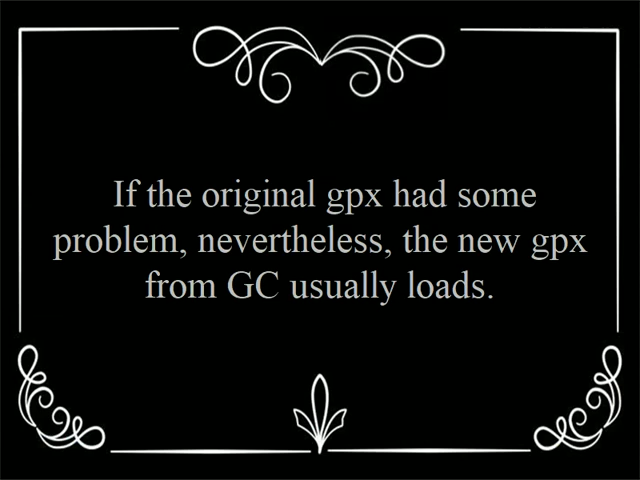 If the original gpx had some
problem, nevertheless, the new gpx
from GC usually loads.